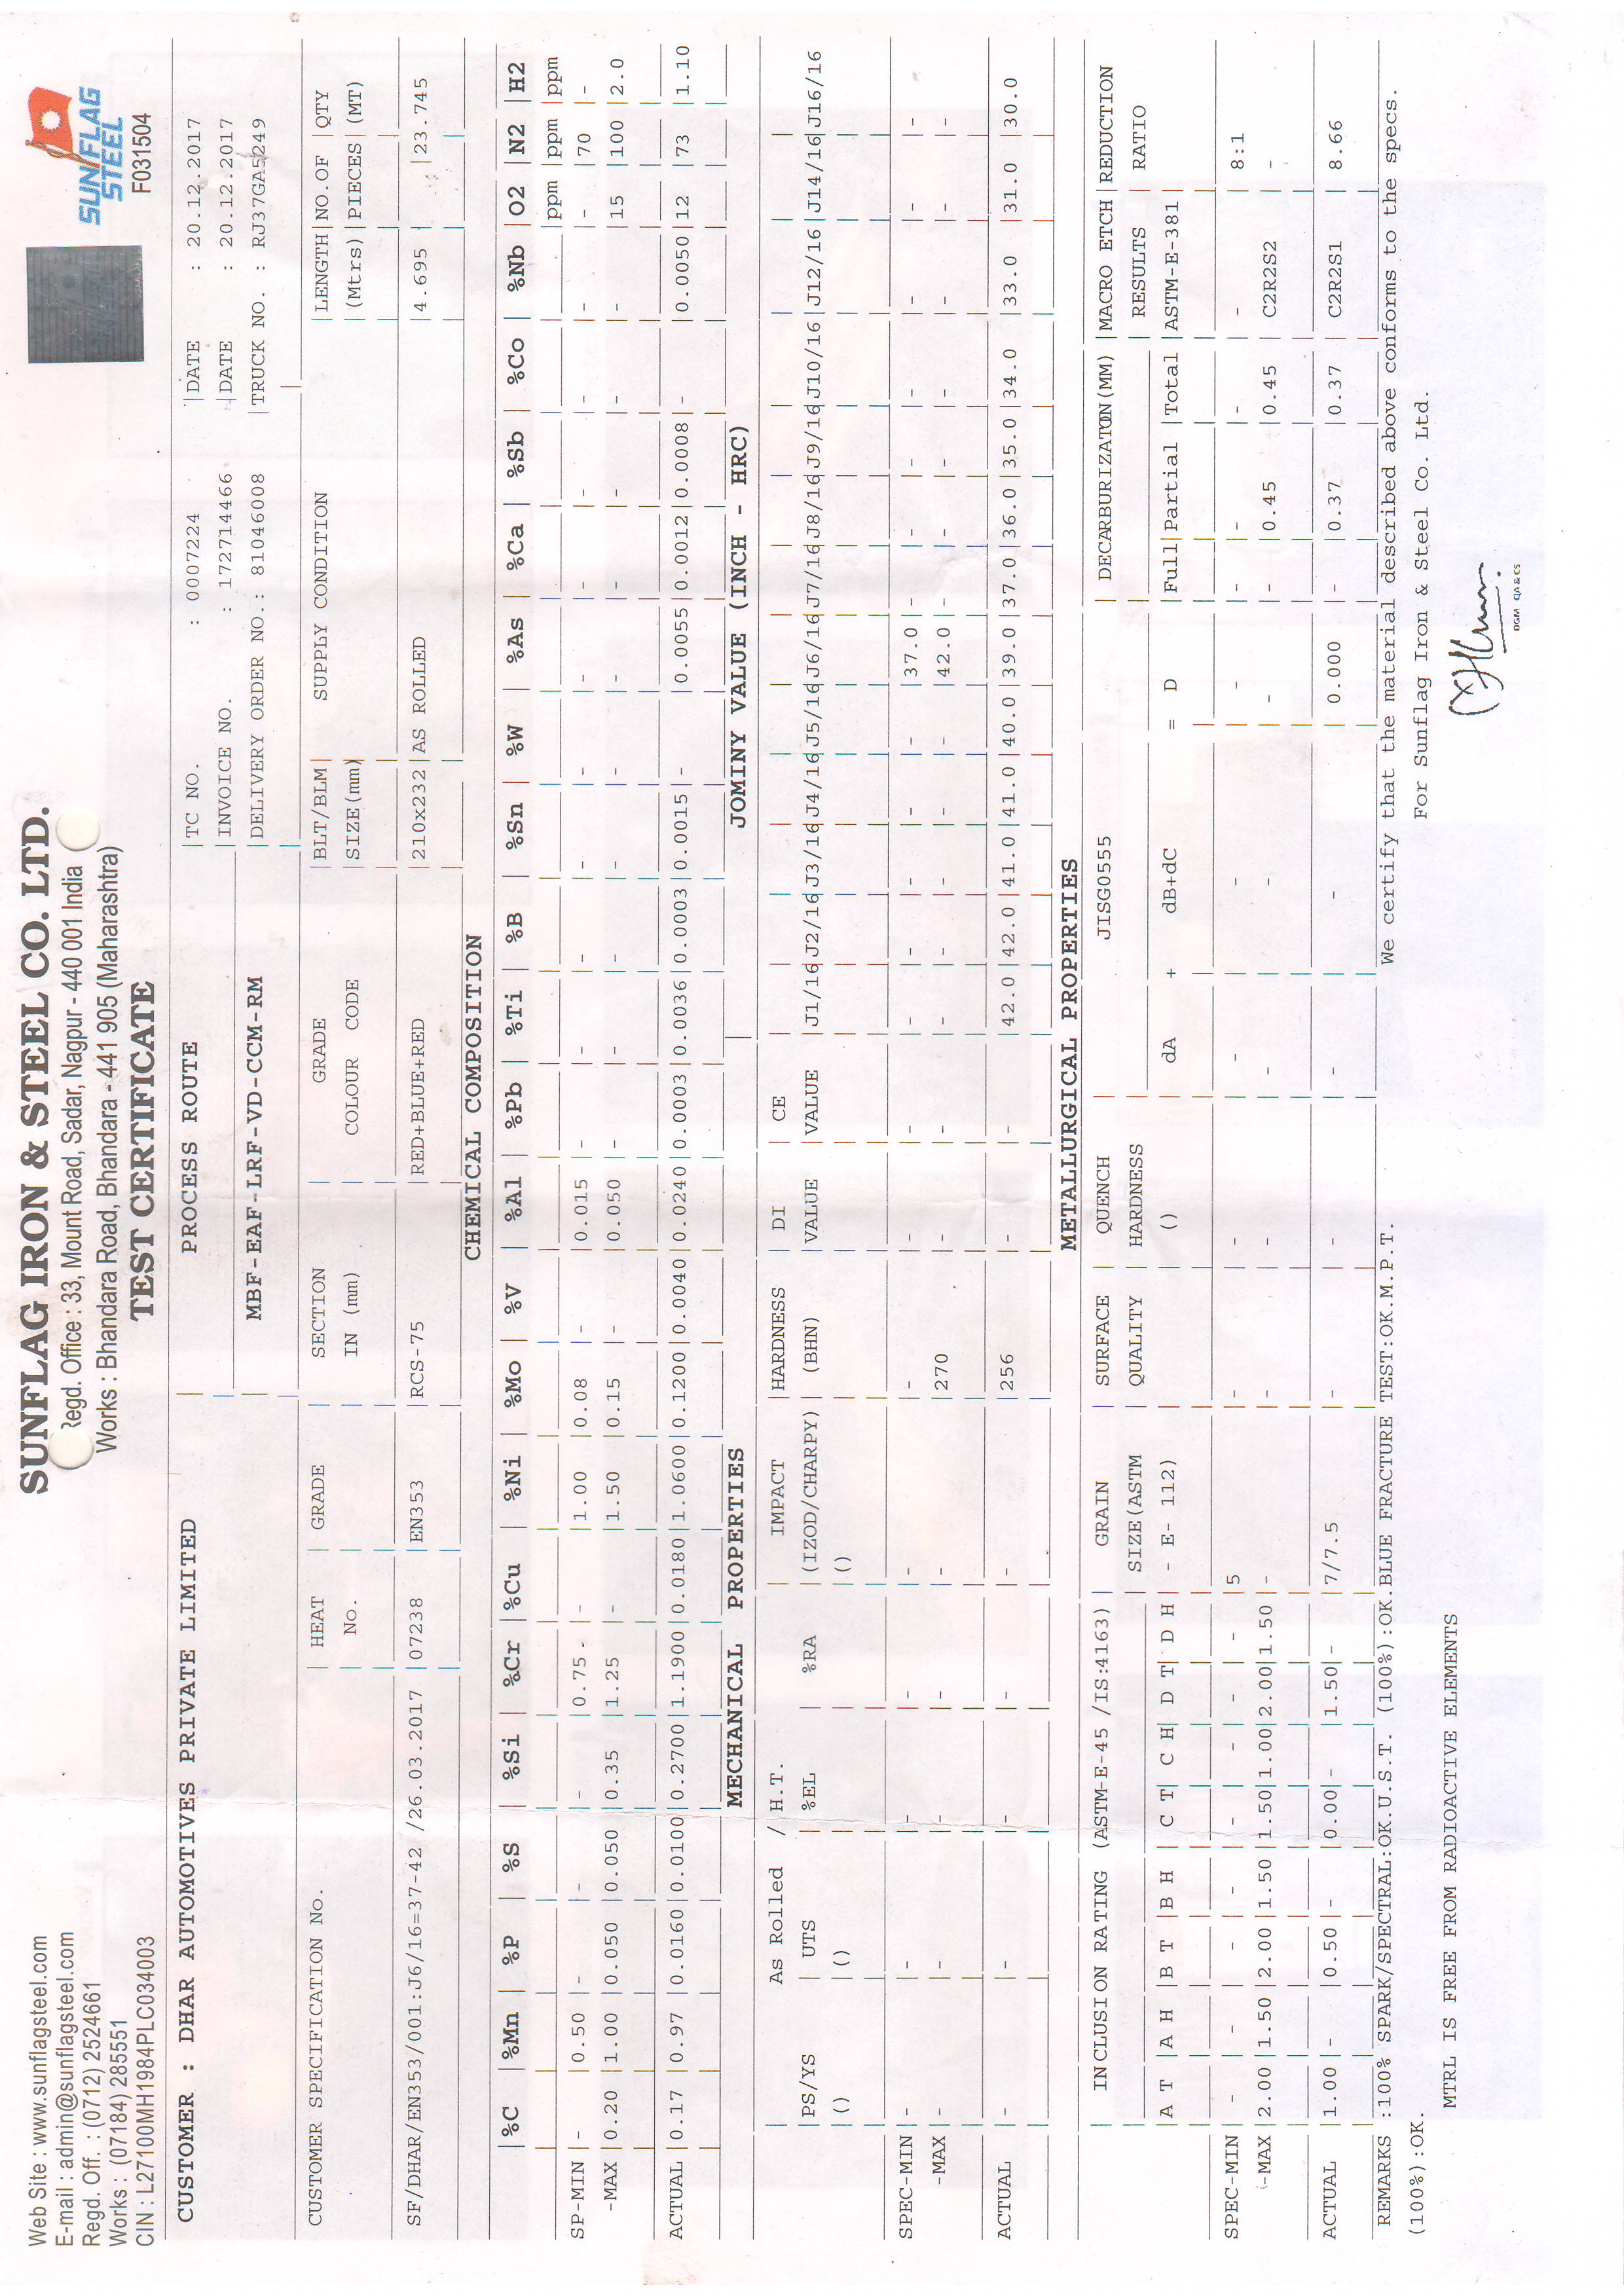 Web Site : www.sunflagsteel.com
E-mail : admin@sunflagsteel.com
Regd. Off. : (0712) 2524661
Works : (07184) 285551
CIN : L27100MH1984PLC034003
SUNFLAG IRON & STEEL CO. LTD.
Regd. Office : 33, Mount Road, Sadar, Nagpur - 440 001 India
Works : Bhandara Road, Bhandara - 441 905 (Maharashtra)
TEST CERTIFICATE
SUNFLAG
STEEL
F031504
CUSTOMER : DHAR AUTOMOTIVES PRIVATE LIMITED | PROCESS ROUTE |TC NO. : 0007224 |DATE : 20.12.2017
|INVOICE NO. : 172714466 |DATE : 20.12.2017
MBF-EAF-LRF-VD-CCM-RM |DELIVERY ORDER NO.: 81046008 |TRUCK NO. : RJ37GA5249
CUSTOMER SPECIFICATION No. | HEAT | GRADE | SECTION | GRADE |BLT/BLM| SUPPLY CONDITION |LENGTH|NO.OF |QTY
No. IN (mm) COLOUR CODE |SIZE(mm)| |(Mtrs)|PIECES|(MT)
SF/DHAR/EN353/001:J6/16=37-42 /26.03.2017 |07238 |EN353 |RCS-75 |RED+BLUE+RED |210x232|AS ROLLED |4.695 | |23.745
CHEMICAL COMPOSITION
|%C |%Mn |%P |%S |%Si |%Cr |%Cu |%Ni |%Mo |%V |%Al |%Pb |%Ti |%B |%Sn |%W |%As |%Ca |%Sb |%Co |%Nb |O2 |N2 |H2
|ppm |ppm |ppm
SP-MIN |- |0.50 |- |- |- |0.75 |- |1.00 |0.08 |- |0.015 |- |- |- |- |- |- |- |- |- |70 |-
-MAX |0.20 |1.00 |0.050 |0.050 |0.35 |1.25 |- |1.50 |0.15 |- |0.050 |- |- |- |- |- |- |- |15 |100 |2.0
ACTUAL |0.17 |0.97 |0.0160|0.0100|0.2700|1.1900|0.0180|1.0600|0.1200|0.0040|0.0240|0.0003|0.0036|0.0003|0.0015|- |0.0055|0.0012|0.0008|- |0.0050|12 |73 |1.10
MECHANICAL PROPERTIES | JOMINY VALUE (INCH - HRC)
As Rolled / H.T. | IMPACT |HARDNESS | DI | CE
|PS/YS | UTS | %EL | %RA |(IZOD/CHARPY)| (BHN) |VALUE |VALUE |J1/16|J2/16|J3/16|J4/16|J5/16|J6/16|J7/16|J8/16|J9/16|J10/16|J12/16|J14/16|J16/16
() () ()
SPEC-MIN |- |- |- |- |- |- |- |- |- |- |- |- |- |37.0|- |- |- |- |- |- |-
-MAX |- |- |- |- |- |270 |- |- |- |- |- |- |- |42.0|- |- |- |- |- |- |-
ACTUAL |- |- |- |- |- |256 |- |- |42.0|42.0|41.0|41.0|40.0|39.0|37.0|36.0|35.0|34.0 |33.0 |31.0 |30.0
METALLURGICAL PROPERTIES
| INCLUSION RATING (ASTM-E-45 /IS:4163) | GRAIN | SURFACE | QUENCH | JISG0555 | DECARBURIZATON(MM) |MACRO ETCH|REDUCTION
SIZE(ASTM QUALITY HARDNESS RESULTS RATIO
|A T |A H |B T |B H |C T |C H |D T |D H |- E- 112) () dA + dB+dC = D |Full|Partial |Total |ASTM-E-381|
SPEC-MIN |- |- |- |- |- |- |- |- |5 |- |- |- |- |- |- |- |- |8:1
-MAX |2.00|1.50|2.00|1.50|1.50|1.00|2.00|1.50|- |- |- |- |- |- |- |0.45 |0.45 |C2R2S2 |-
ACTUAL |1.00|- |0.50|- |0.00|- |1.50|- |7/7.5 |- |- |- |- |0.000 |- |0.37 |0.37 |C2R2S1 |8.66
REMARKS :100% SPARK/SPECTRAL:OK.U.S.T. (100%):OK.BLUE FRACTURE TEST:OK.M.P.T. We certify that the material described above conforms to the specs.
(100%):OK.
For Sunflag Iron & Steel Co. Ltd.
MTRL IS FREE FROM RADIOACTIVE ELEMENTS
DGM QA & CS